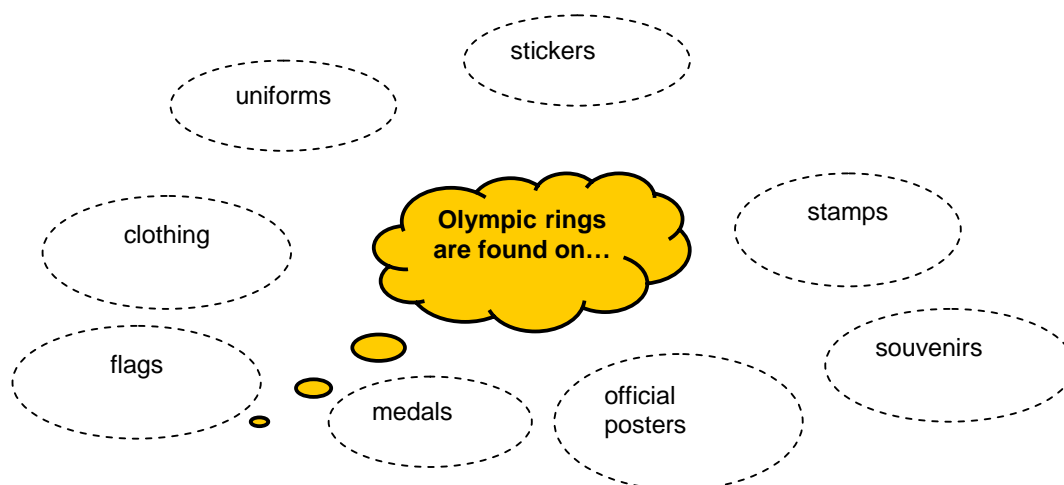 stickers
uniforms
Olympic rings
are found on…
stamps
clothing
souvenirs
flags
medals
official
posters